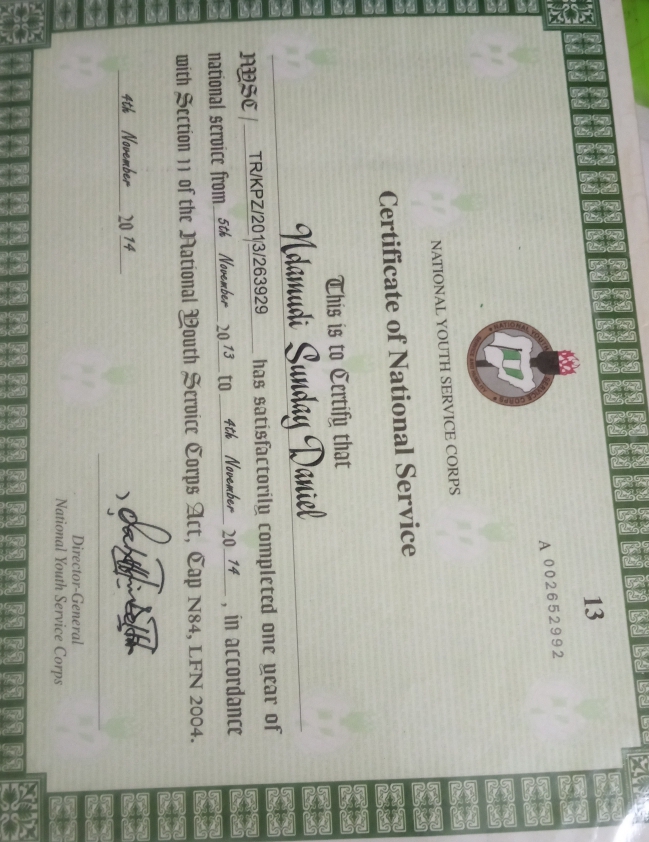 13
A 002652992
NATIONAL YOUTH SERVICE CORPS
Certificate of National Service
This is to Certify that
Ndamudi Sunday Daniel
NYSC/ TR/KPZ/2013/263929 has satisfactorily completed one year of
national service from 5th November 2013 to 4th November 2014, in accordance
with Section 11 of the National Youth Service Corps Act, Cap N84, LFN 2004.
4th November 2014
Director-General
National Youth Service Corps